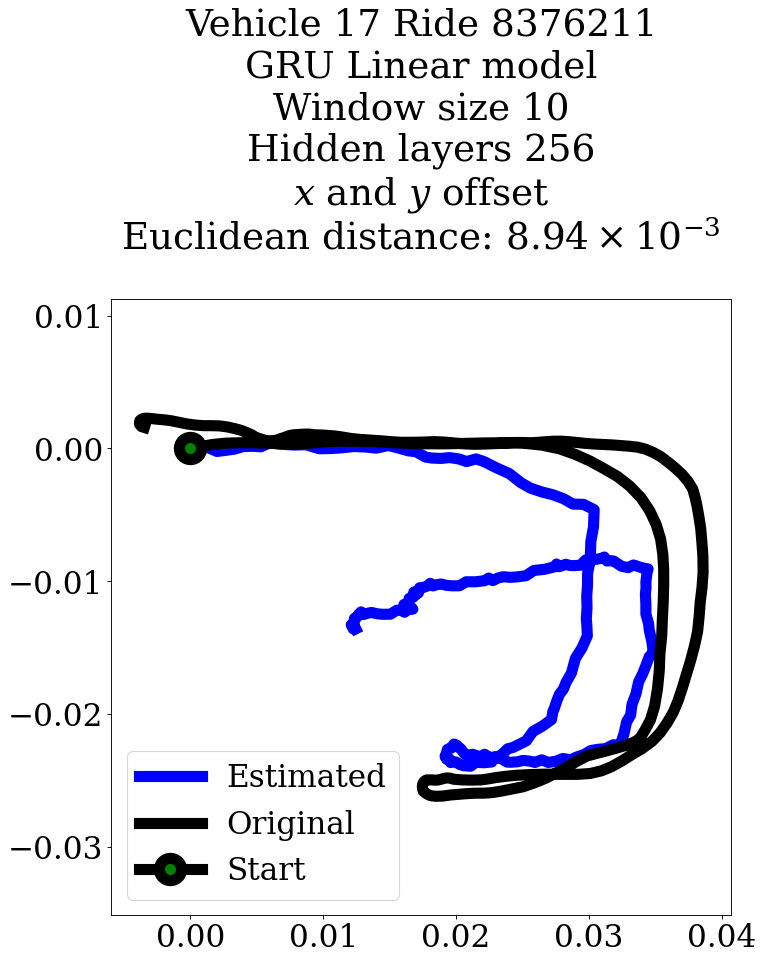 Vehicle 17 Ride 8376211
GRU Linear model
Window size 10
Hidden layers 256
x and y offset
Euclidean distance: 8.94 × 10⁻³
0.01
0.00
−0.01
−0.02
−0.03
Estimated
Original
Start
0.00 0.01 0.02 0.03 0.04